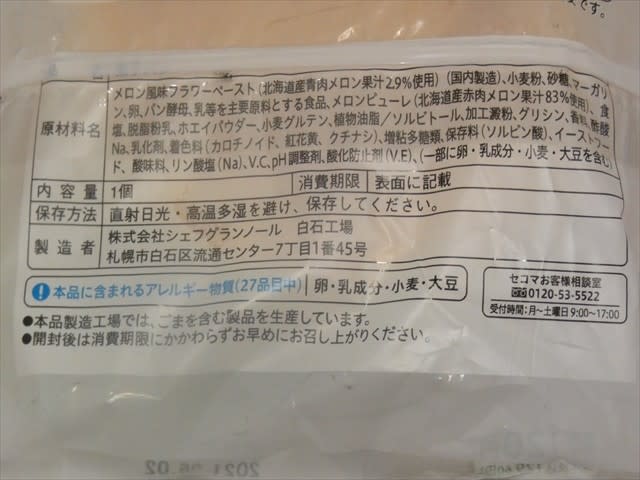 です。
メロン風味フラワーペースト(北海道産青肉メロン果汁2.9%使用)(国内製造)、小麦粉、砂糖、マーガリ
ン、卵、パン酵母、乳等を主要原料とする食品、メロンピューレ(北海道産赤肉メロン果汁83%使用)、食
原材料名 塩、脱脂粉乳、ホエイパウダー、小麦グルテン、植物油脂/ソルビトール、加工澱粉、グリシン、香料、酢酸
Na、乳化剤、着色料(カロチノイド、紅花黄、クチナシ)、増粘多糖類、保存料(ソルビン酸)、イーストフー
ド、酸味料、リン酸塩(Na)、V.C、pH調整剤、酸化防止剤(V.E)、(一部に卵・乳成分・小麦・大豆を含む)
内容量 1個 消費期限 表面に記載
保存方法 直射日光・高温多湿を避け、保存してください。
製造者 株式会社シェフグランノール 白石工場
札幌市白石区流通センター7丁目1番45号
本品に含まれるアレルギー物質(27品目中) 卵・乳成分・小麦・大豆
セコマお客様相談室
0120-53-5522
受付時間:月~土曜日9:00~17:00
●本品製造工場では、ごまを含む製品を生産しています。
●開封後は消費期限にかかわらずお早めにお召し上がりください。